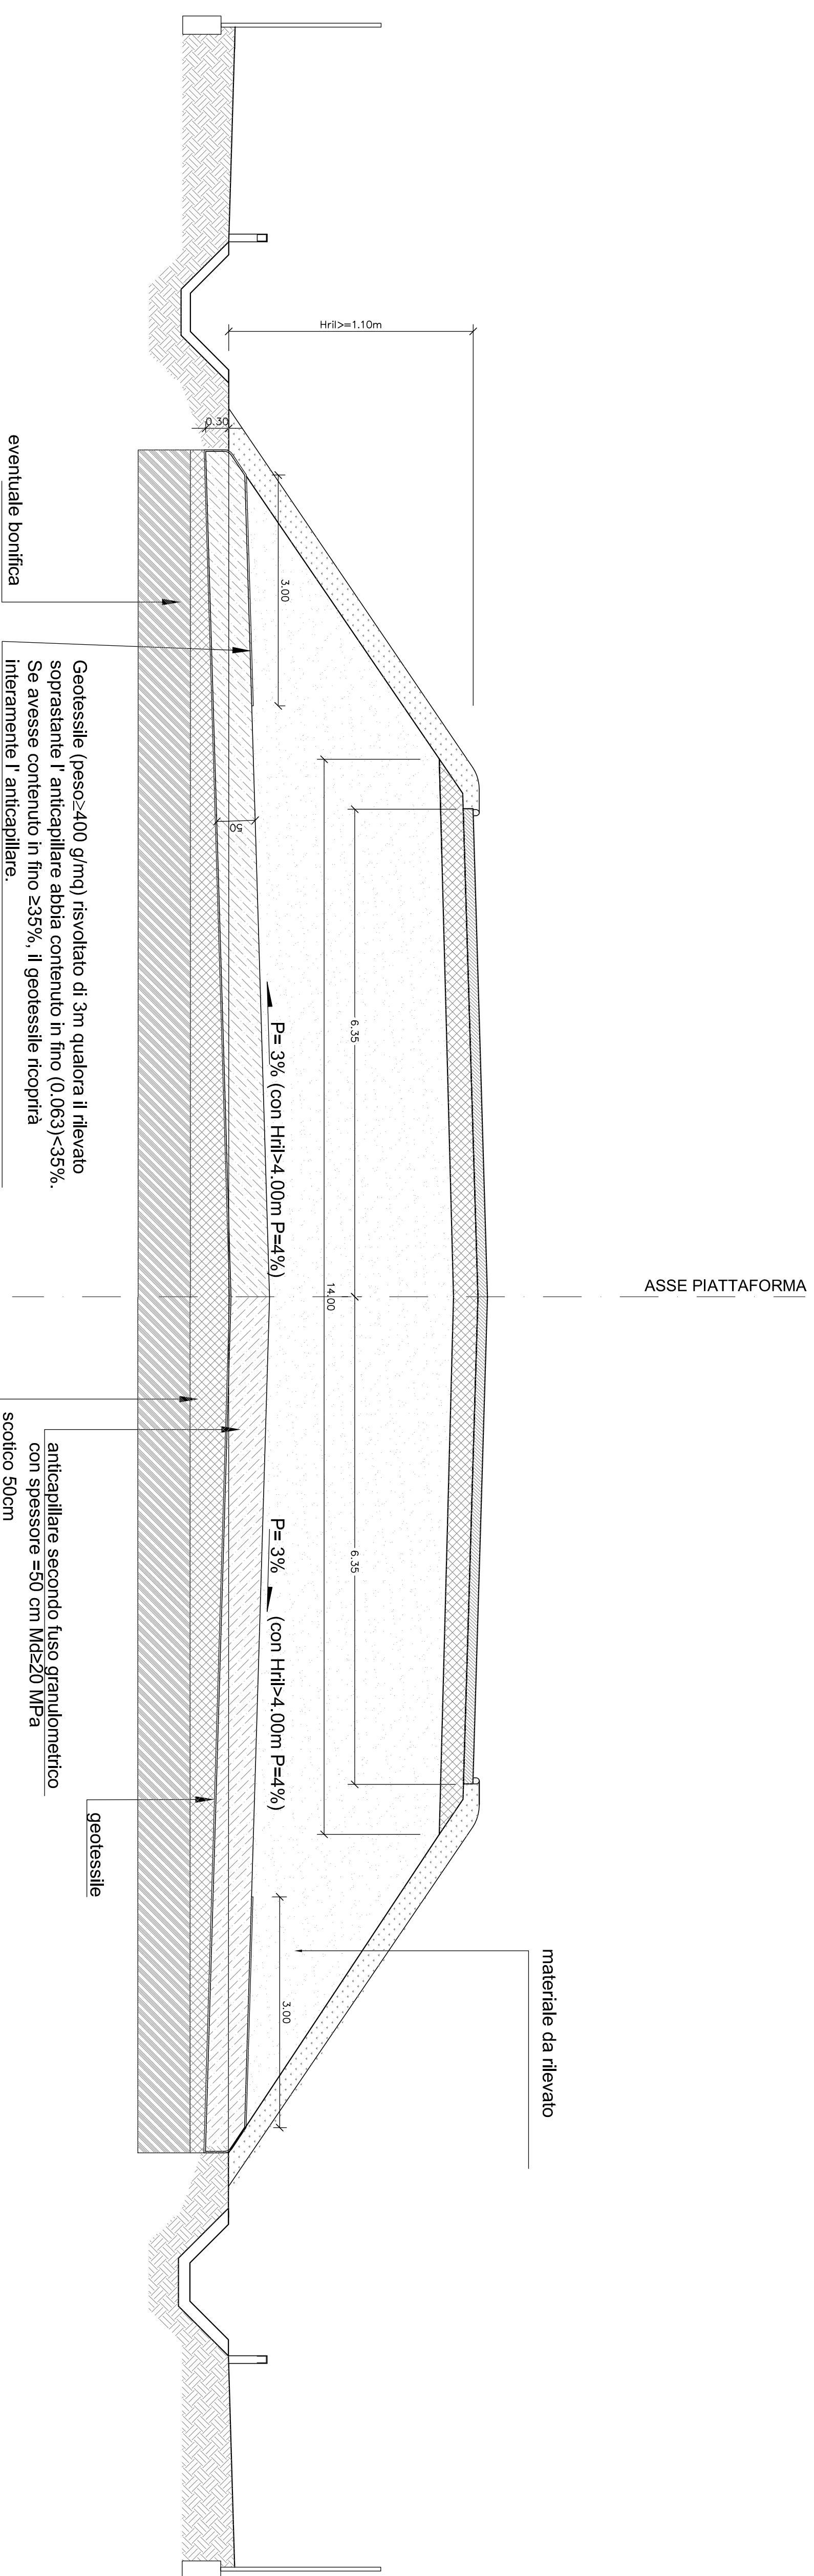 ASSE PIATTAFORMA
materiale da rilevato
Hril>=1.10m
0.30
3.00
14.00
6.35
6.35
3.00
50
P= 3% (con Hril>4.00m P=4%)
P= 3% (con Hril>4.00m P=4%)
eventuale bonifica
Geotessile (peso≥400 g/mq) risvoltato di 3m qualora il rilevato
soprastante l' anticapillare abbia contenuto in fino (0.063)<35%.
Se avesse contenuto in fino ≥35%, il geotessile ricoprirà
interamente l' anticapillare.
scotico 50cm
anticapillare secondo fuso granulometrico
con spessore =50 cm Md≥20 MPa
geotessile